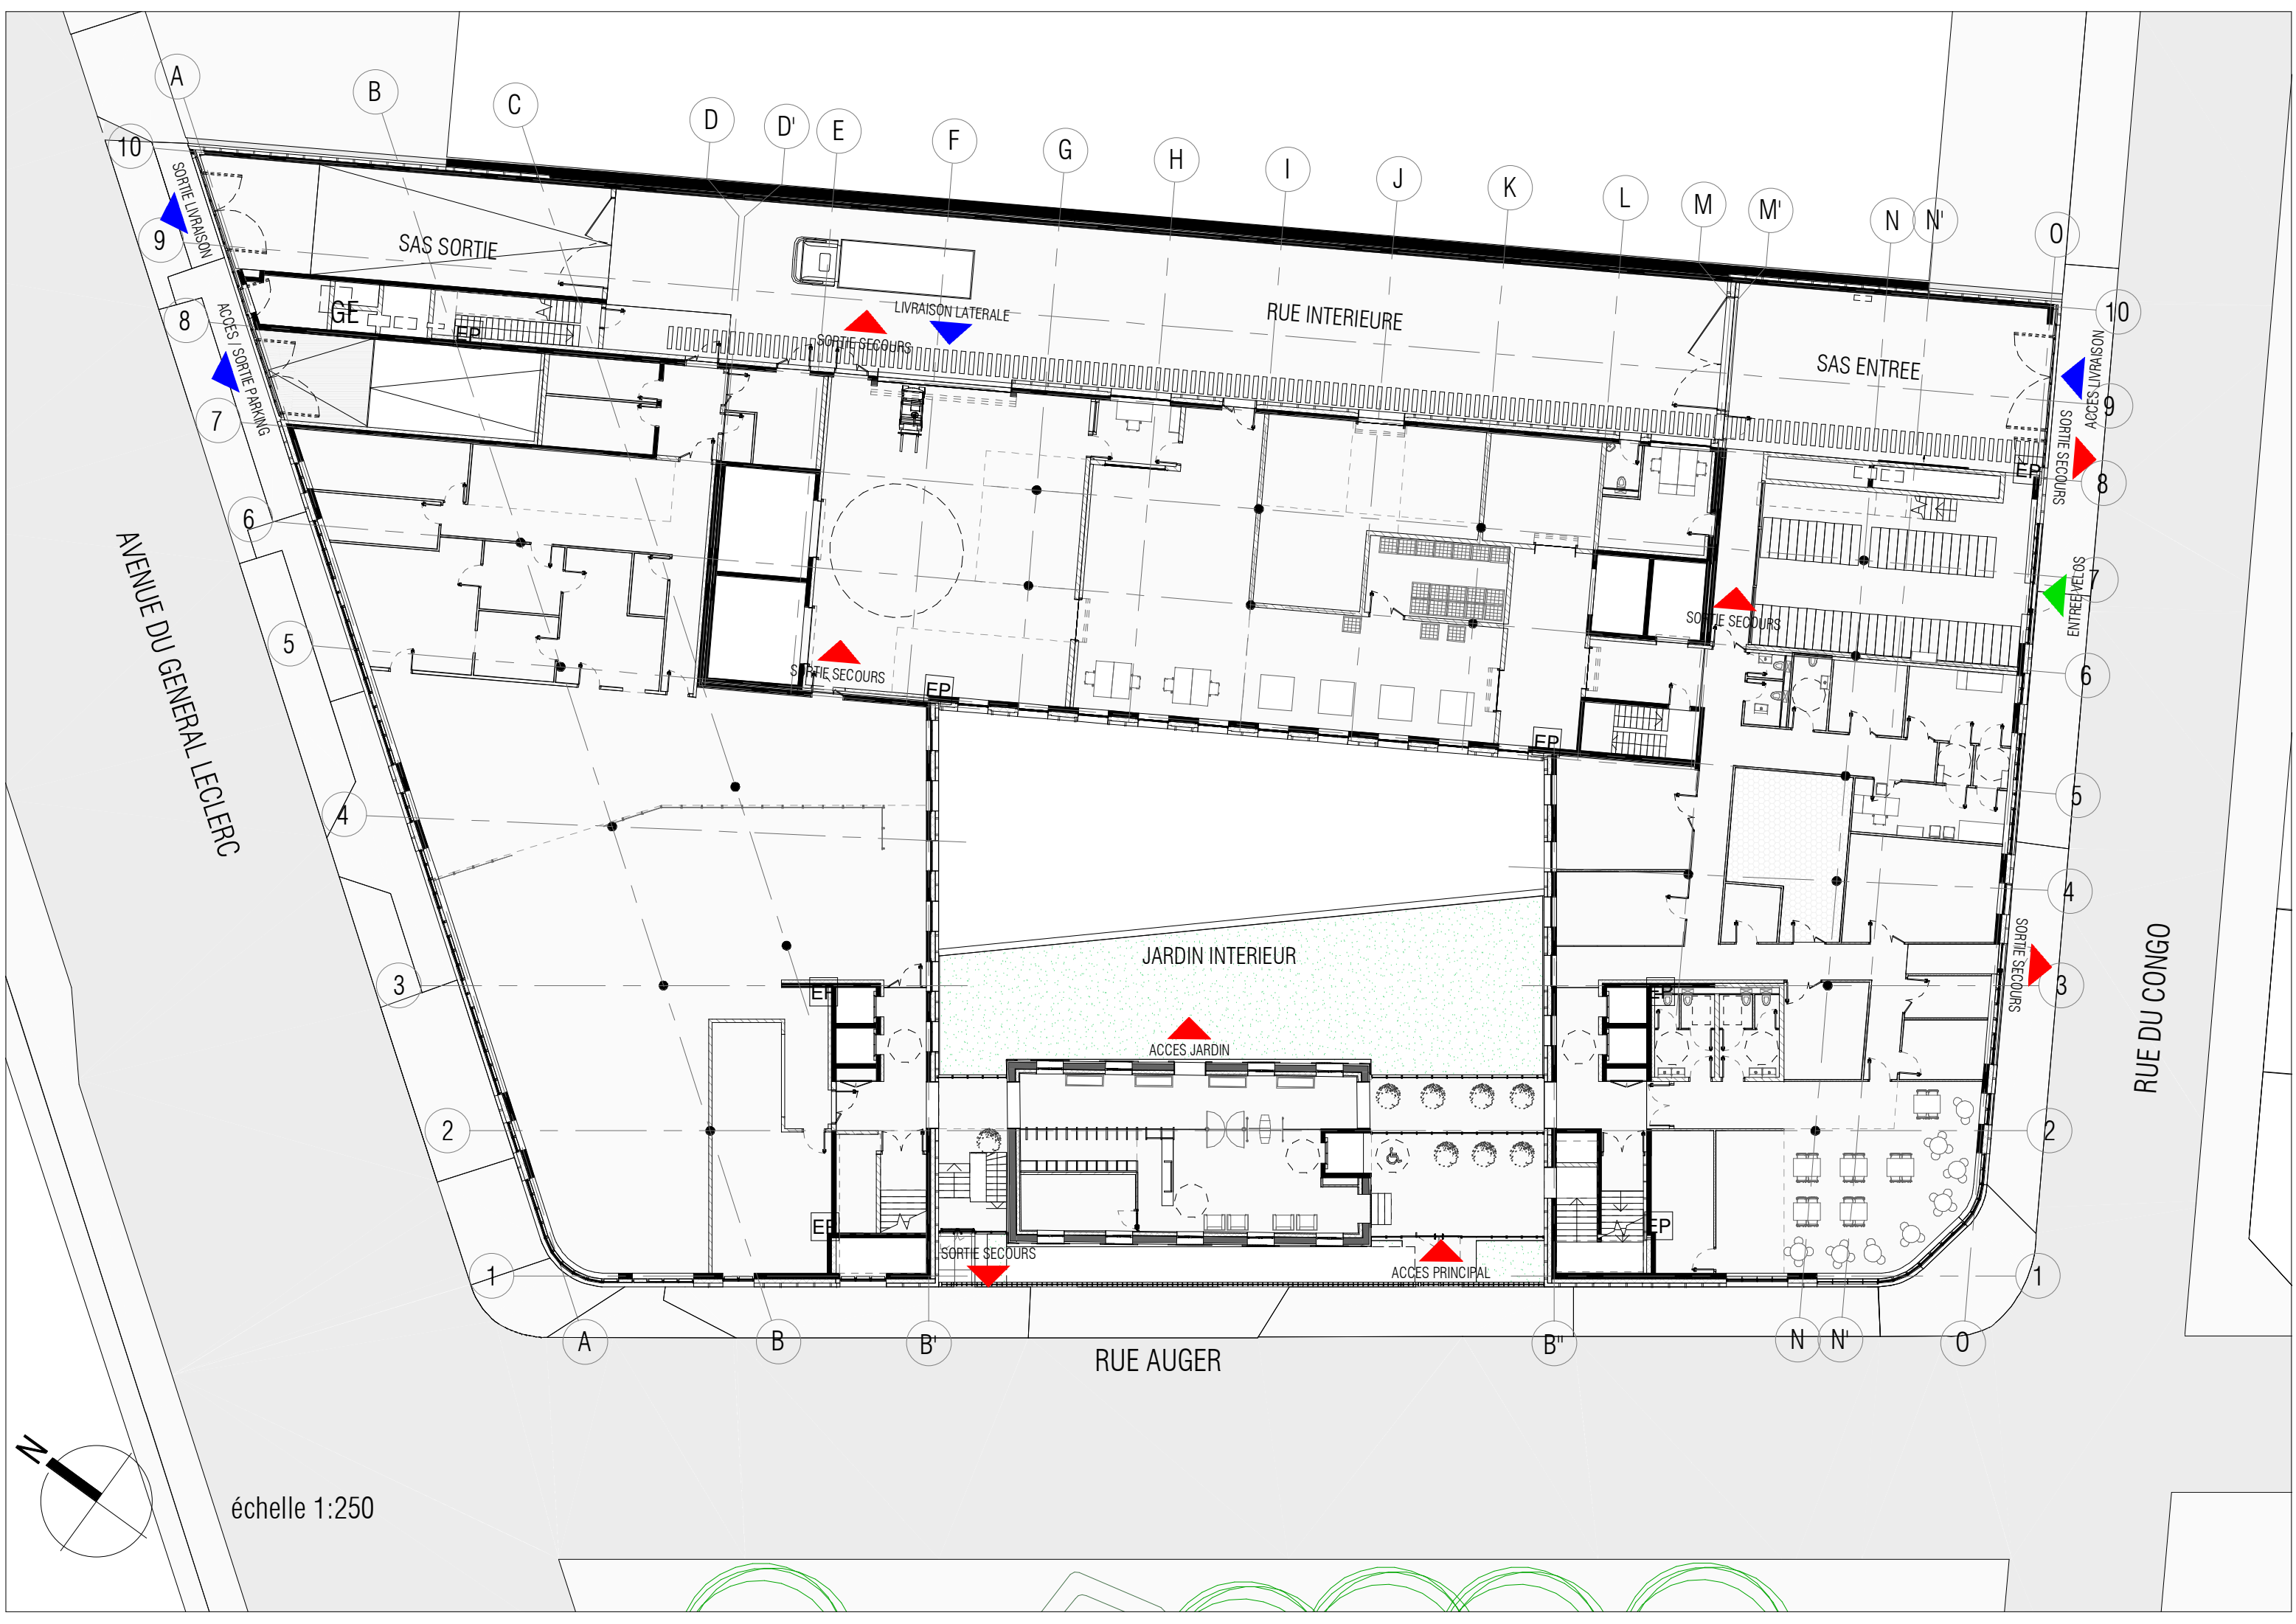 A
B
C
D
D'
E
F
G
H
I
J
K
L
M
M'
N
N'
O
10
9
8
7
6
5
4
3
2
1
10
9
8
7
6
5
4
3
2
1
SORTIE LIVRAISON
SAS SORTIE
GE
EP
ACCES / SORTIE PARKING
LIVRAISON LATERALE
SORTIE SECOURS
RUE INTERIEURE
SAS ENTREE
ACCES LIVRAISON
SORTIE SECOURS
EP
ENTREE VELOS
SORTIE SECOURS
SORTIE SECOURS
EP
EP
AVENUE DU GENERAL LECLERC
JARDIN INTERIEUR
ACCES JARDIN
EP
EP
SORTIE SECOURS
RUE DU CONGO
EP
EP
SORTIE SECOURS
ACCES PRINCIPAL
A
B
B'
B''
N
N'
O
RUE AUGER
N
échelle 1:250